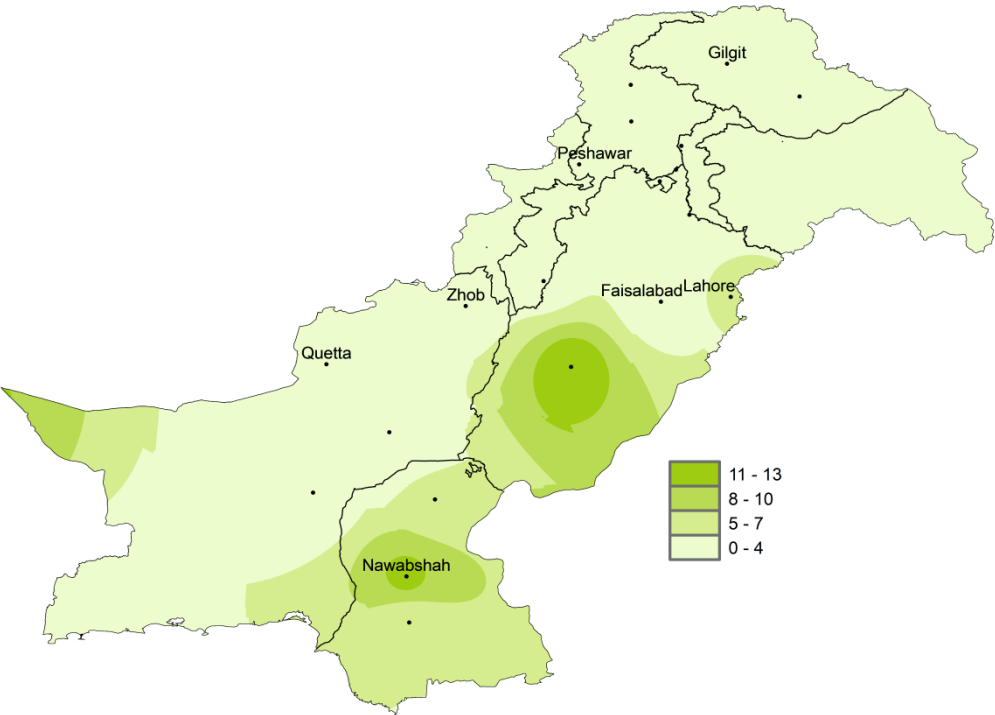 Gilgit
Peshawar
Zhob
Faisalabad
Lahore
Quetta
11 - 13
8 - 10
5 - 7
0 - 4
Nawabshah